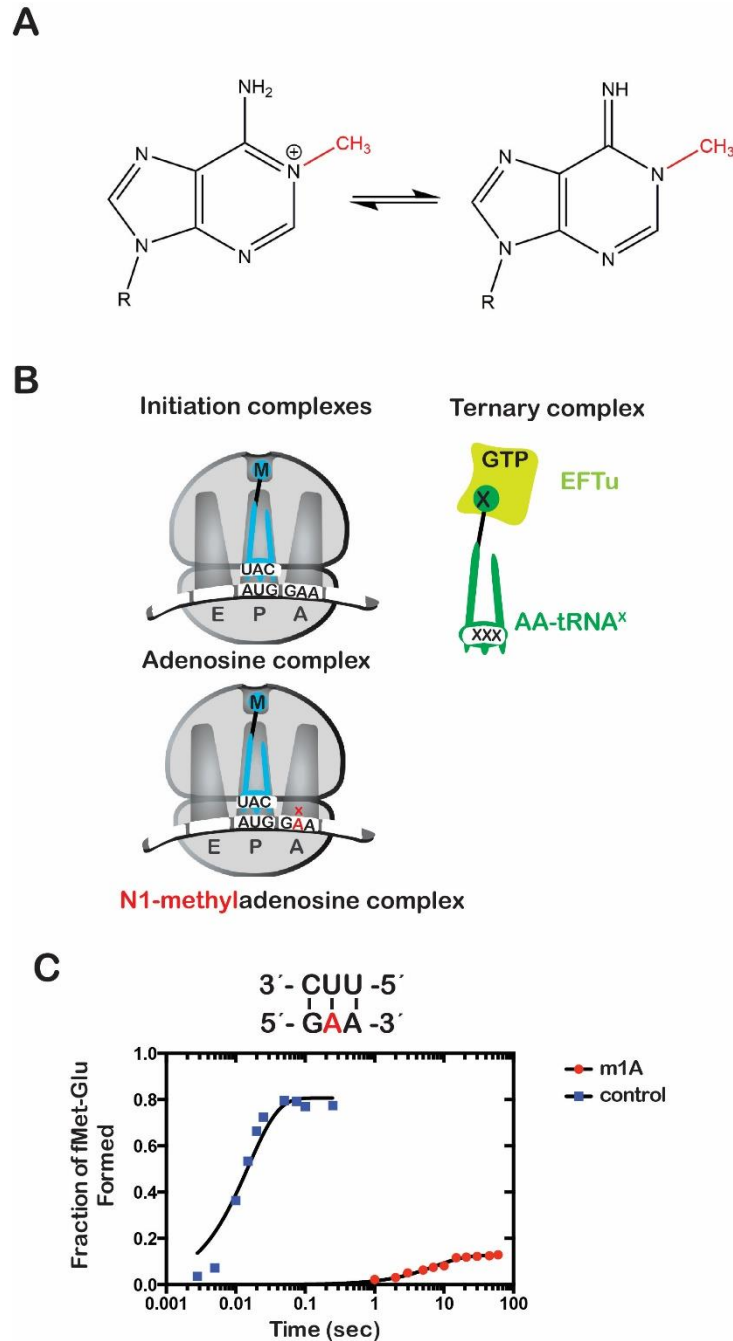 A
NH₂
N
⊕
N
CH₃
N
N
R
NH
N
N
CH₃
N
N
R
B
Initiation complexes
Ternary complex
M
GTP
X
EFTu
UAC
AUG GAA
E P A
XXX
AA-tRNAˣ
Adenosine complex
M
UAC
x
AUG GAA
E P A
N1-methyladenosine complex
C
3´- CUU -5´
5´- GAA -3´
Fraction of fMet-Glu
Formed
1.0
0.8
0.6
0.4
0.2
0.0
0.001 0.01 0.1 1 10 100
Time (sec)
m1A
control